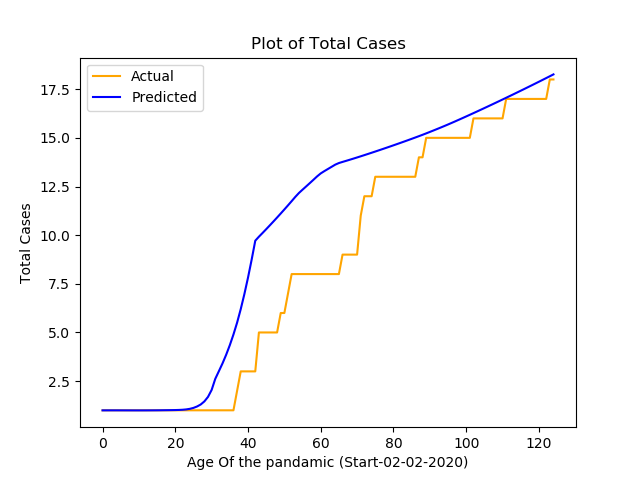 Plot of Total Cases
Actual
Predicted
17.5
15.0
12.5
10.0
7.5
5.0
2.5
Total Cases
0 20 40 60 80 100 120
Age Of the pandamic (Start-02-02-2020)